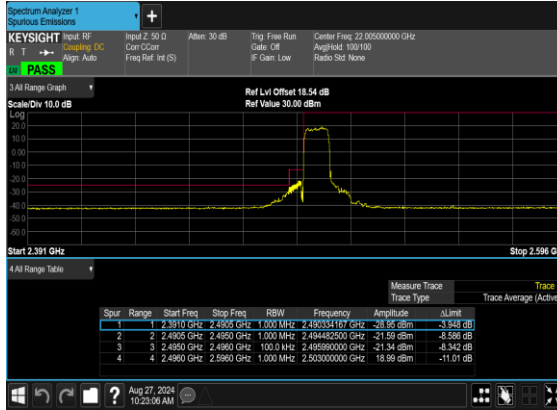 Spectrum Analyzer 1
Spurious Emissions
+
KEYSIGHT Input: RF Input Z: 50 Ω Atten: 30 dB Trig: Free Run Center Freq: 22.005000000 GHz
R T Coupling: DC Corr CCorr Gate: Off Avg|Hold: 100/100
Align: Auto Freq Ref: Int (S) IF Gain: Low Radio Std: None
PASS
3 All Range Graph
Ref Lvl Offset 18.54 dB
Scale/Div 10.0 dB Ref Value 30.00 dBm
Log
20.0
10.0
0.00
-10.0
-20.0
-30.0
-40.0
-50.0
-60.0
Start 2.391 GHz Stop 2.596 G
4 All Range Table
Measure Trace Trace
Trace Type Trace Average (Active
Spur Range Start Freq Stop Freq RBW Frequency Amplitude ΔLimit
1 1 2.3910 GHz 2.4905 GHz 1.000 MHz 2.490334167 GHz -28.95 dBm -3.948 dB
2 2 2.4905 GHz 2.4950 GHz 1.000 MHz 2.494482500 GHz -21.59 dBm -8.586 dB
3 3 2.4950 GHz 2.4960 GHz 100.0 kHz 2.495990000 GHz -21.34 dBm -8.342 dB
4 4 2.4960 GHz 2.5960 GHz 1.000 MHz 2.503000000 GHz 18.99 dBm -11.01 dB
? Aug 27, 2024
10:23:06 AM